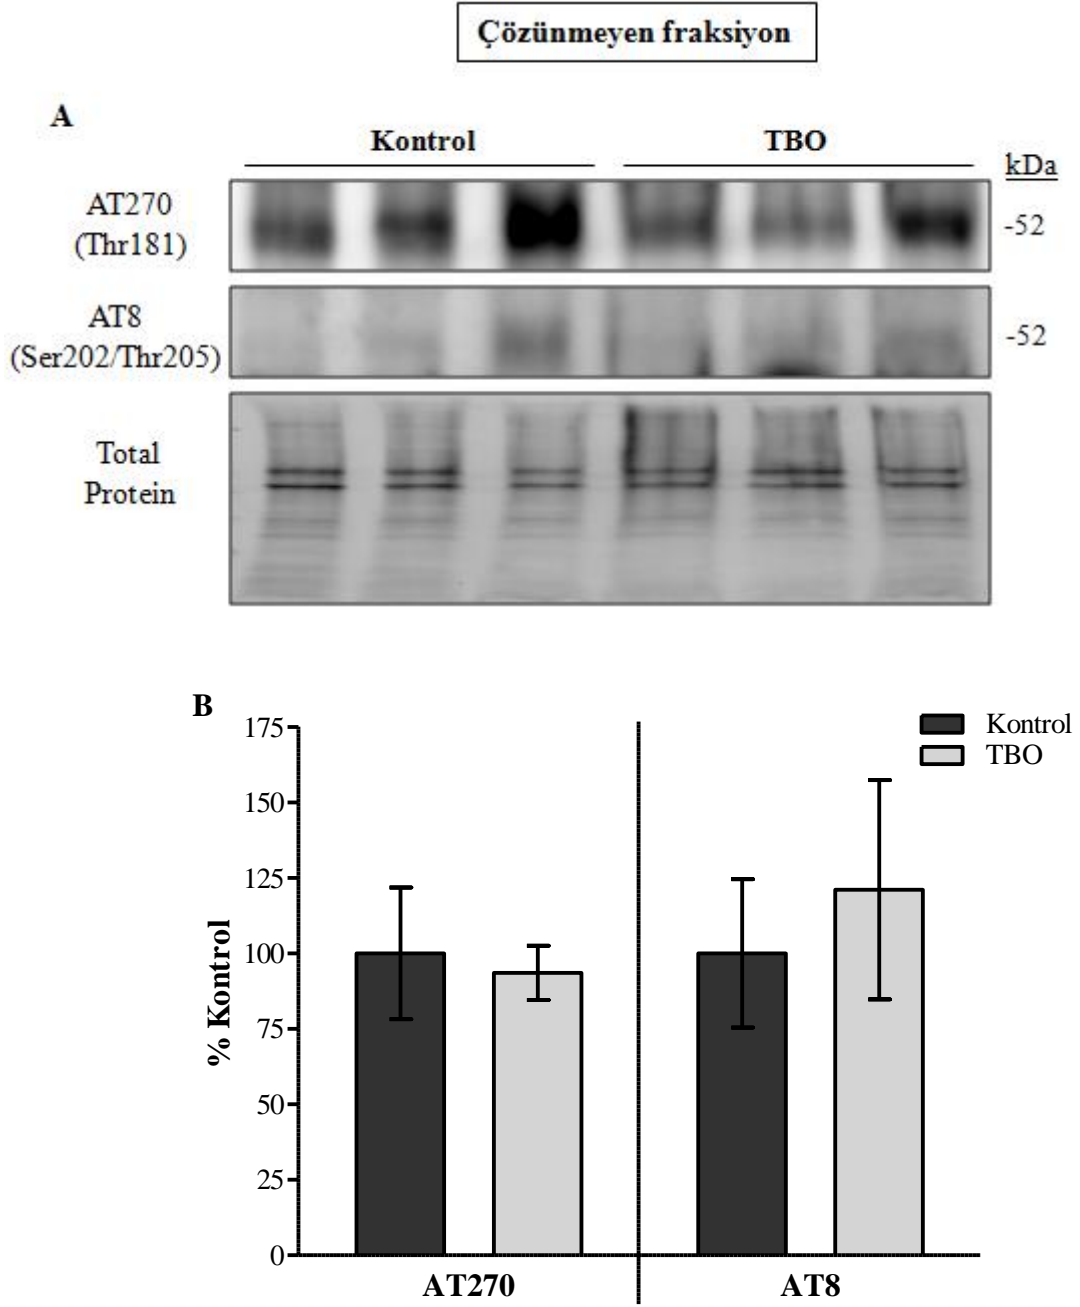 Çözünmeyen fraksiyon
A
Kontrol TBO
kDa
AT270
(Thr181)
-52
AT8
(Ser202/Thr205)
-52
Total
Protein
B
Kontrol
TBO
175
150
125
100
75
50
25
0
% Kontrol
AT270 AT8